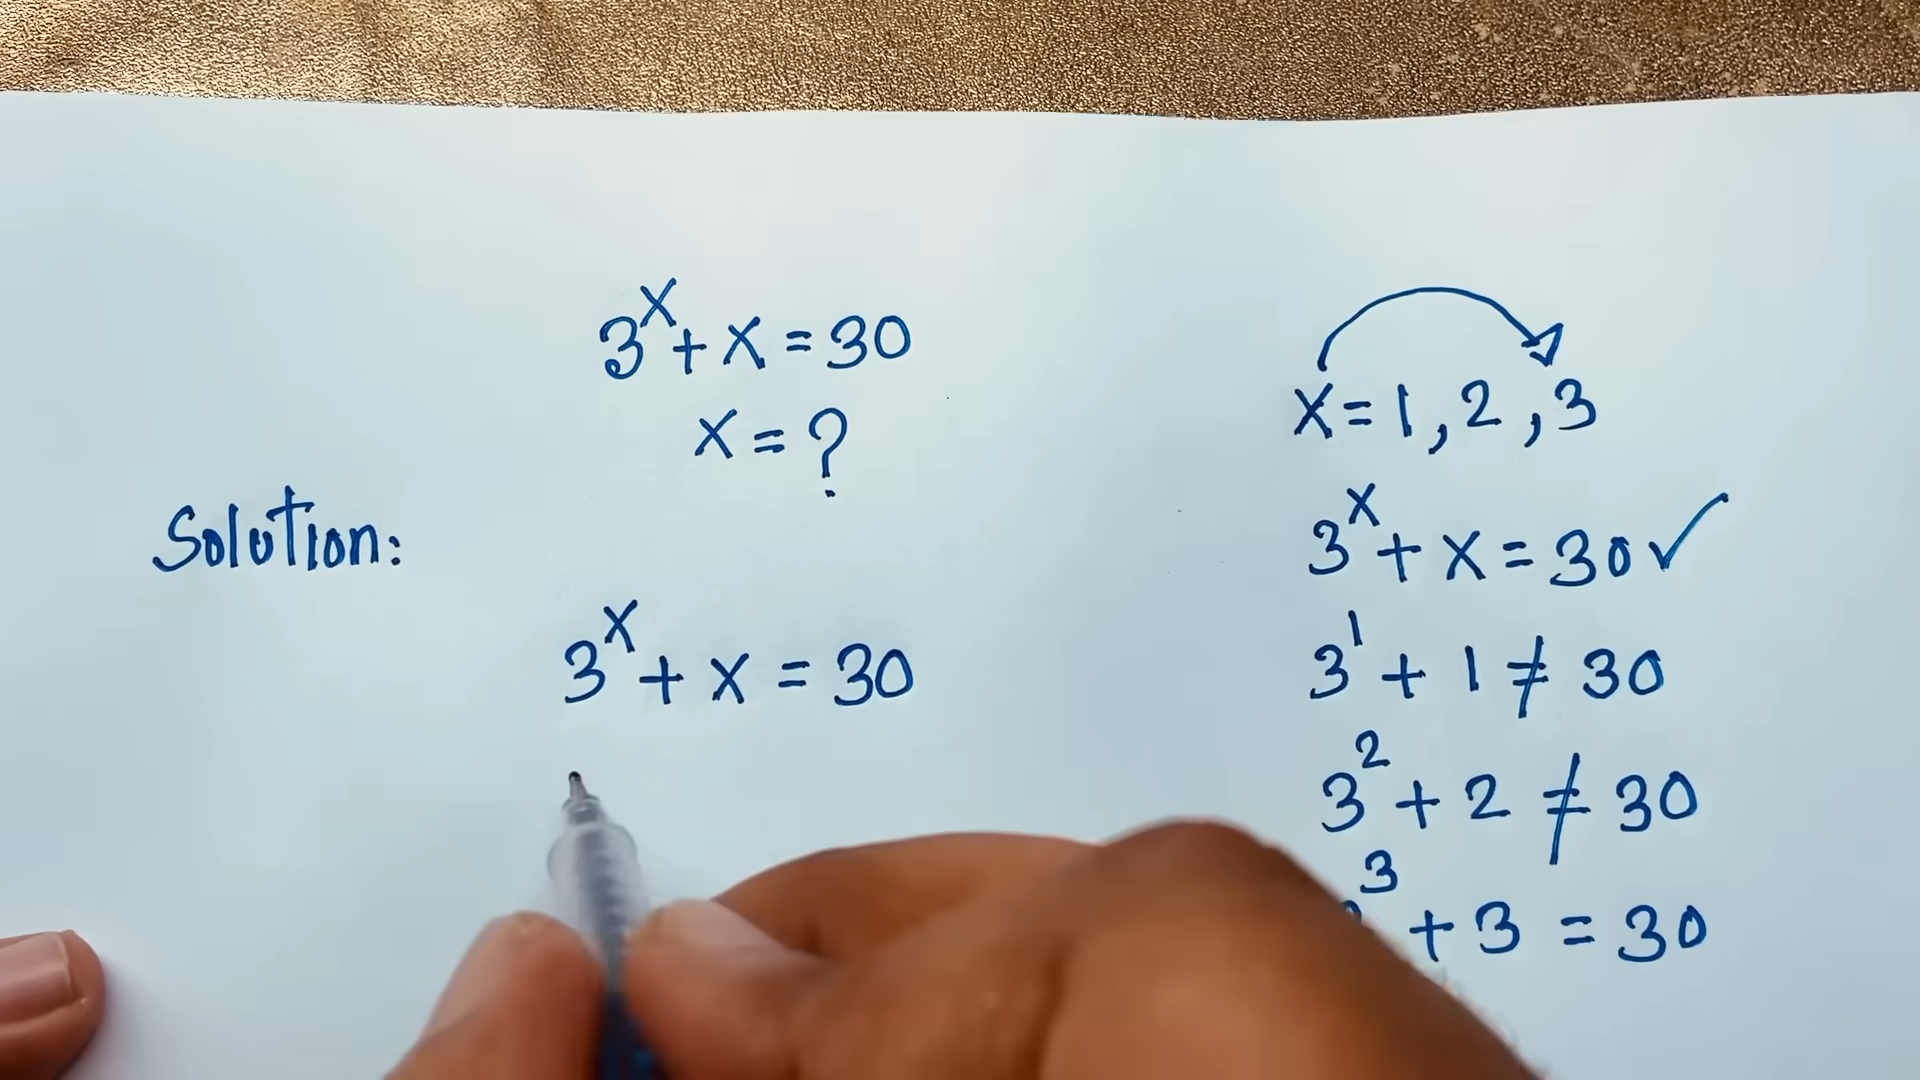 3^x + x = 30
x = ?
Solution:
3^x + x = 30
x = 1, 2, 3
3^x + x = 30 ✓
3^1 + 1 ≠ 30
3^2 + 2 ≠ 30
^3 + 3 = 30